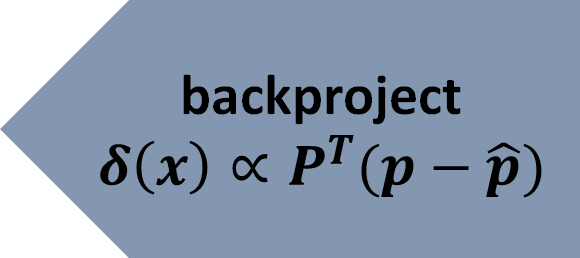 backproject
δ(x) ∝ Pᵀ(p − p̂)